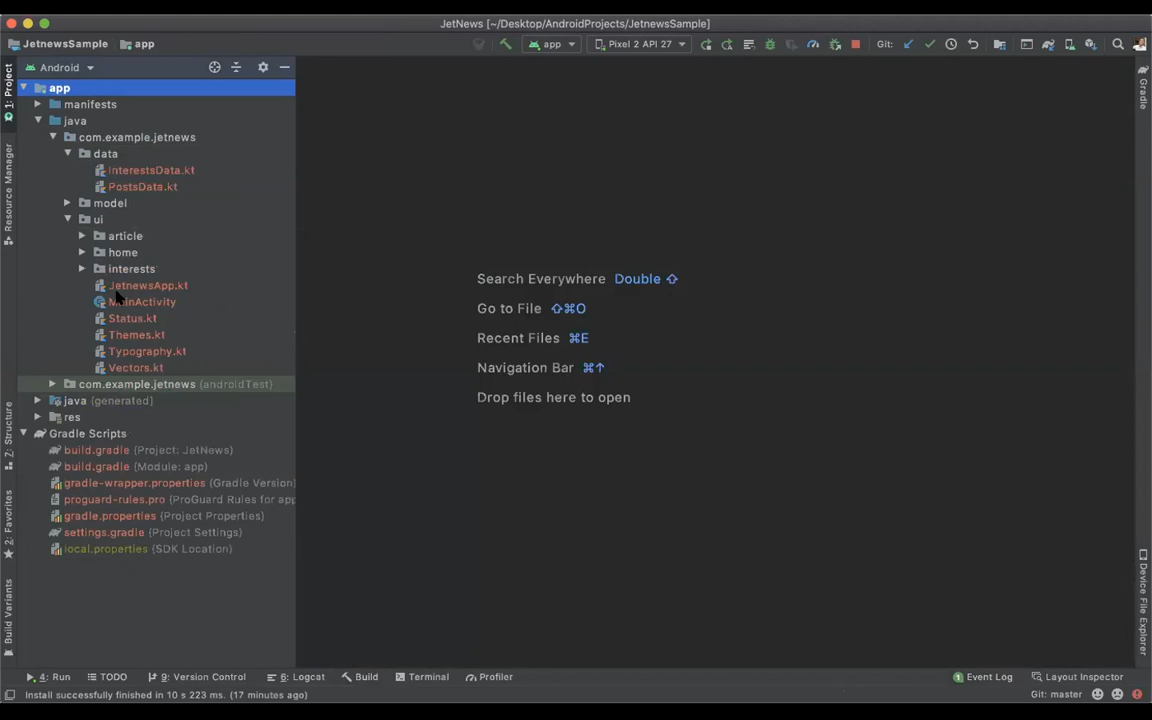 JetNews [~/Desktop/AndroidProjects/JetnewsSample]
JetnewsSample app
app Pixel 2 API 27 Git:
Android
1: Project
Resource Manager
Z: Structure
2: Favorites
Build Variants
app
manifests
java
com.example.jetnews
data
InterestsData.kt
PostsData.kt
model
ui
article
home
interests
JetnewsApp.kt
MainActivity
Status.kt
Themes.kt
Typography.kt
Vectors.kt
com.example.jetnews (androidTest)
java (generated)
res
Gradle Scripts
build.gradle (Project: JetNews)
build.gradle (Module: app)
gradle-wrapper.properties (Gradle Version)
proguard-rules.pro (ProGuard Rules for app
gradle.properties (Project Properties)
settings.gradle (Project Settings)
local.properties (SDK Location)
Search Everywhere Double ⇧
Go to File ⇧⌘O
Recent Files ⌘E
Navigation Bar ⌘↑
Drop files here to open
Gradle
Device File Explorer
4: Run TODO 9: Version Control 6: Logcat Build Terminal Profiler 1 Event Log Layout Inspector
Install successfully finished in 10 s 223 ms. (17 minutes ago) Git: master